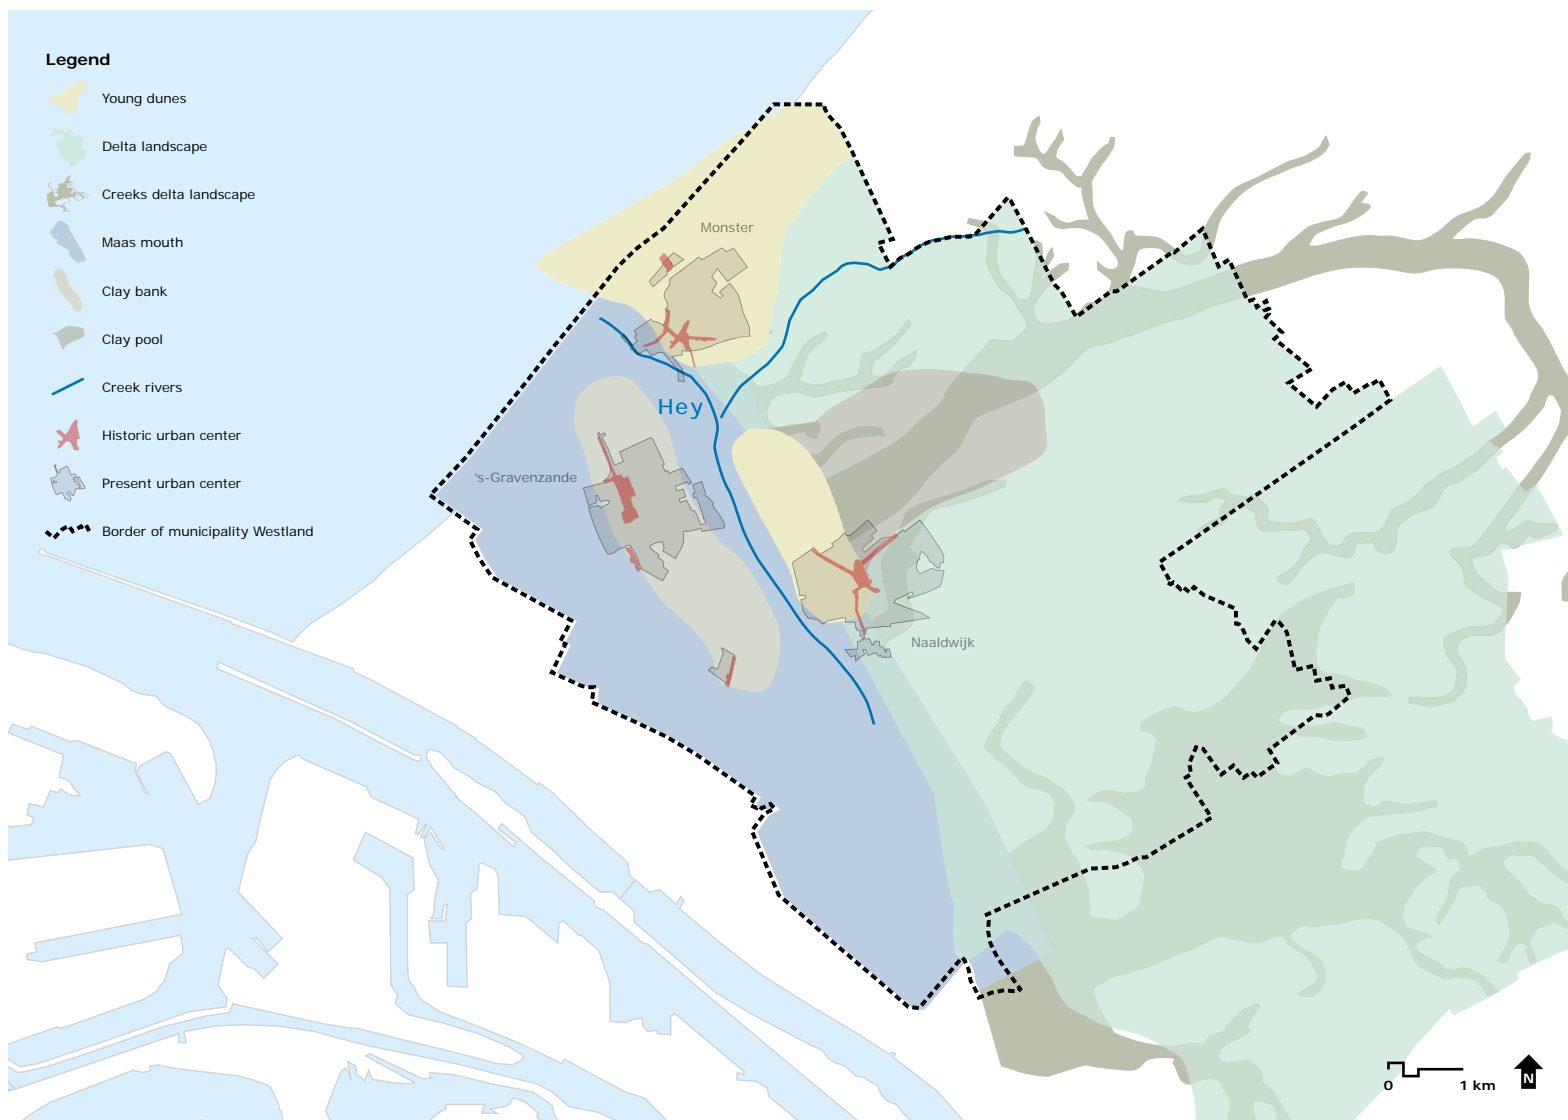 Legend
Young dunes
Delta landscape
Creeks delta landscape
Maas mouth
Clay bank
Clay pool
Creek rivers
Historic urban center
Present urban center
Border of municipality Westland
Monster
Hey
's-Gravenzande
Naaldwijk
0 1 km
N